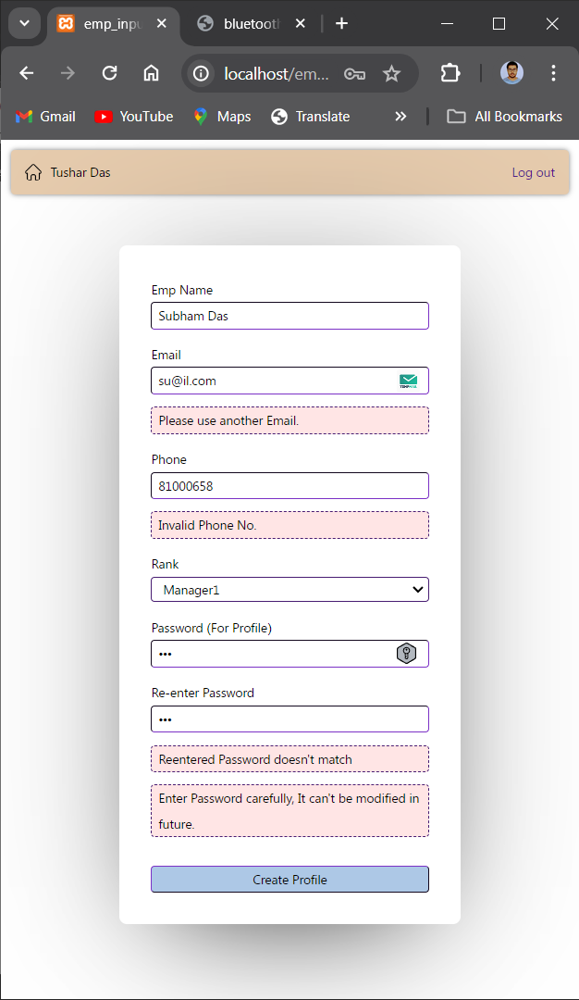 emp_inpu
bluetooth
localhost/em...
Gmail
YouTube
Maps
Translate
All Bookmarks
Tushar Das
Log out
Emp Name
Subham Das
Email
su@il.com
Please use another Email.
Phone
81000658
Invalid Phone No.
Rank
Manager1
Password (For Profile)
•••
Re-enter Password
•••
Reentered Password doesn't match
Enter Password carefully, It can't be modified in
future.
Create Profile